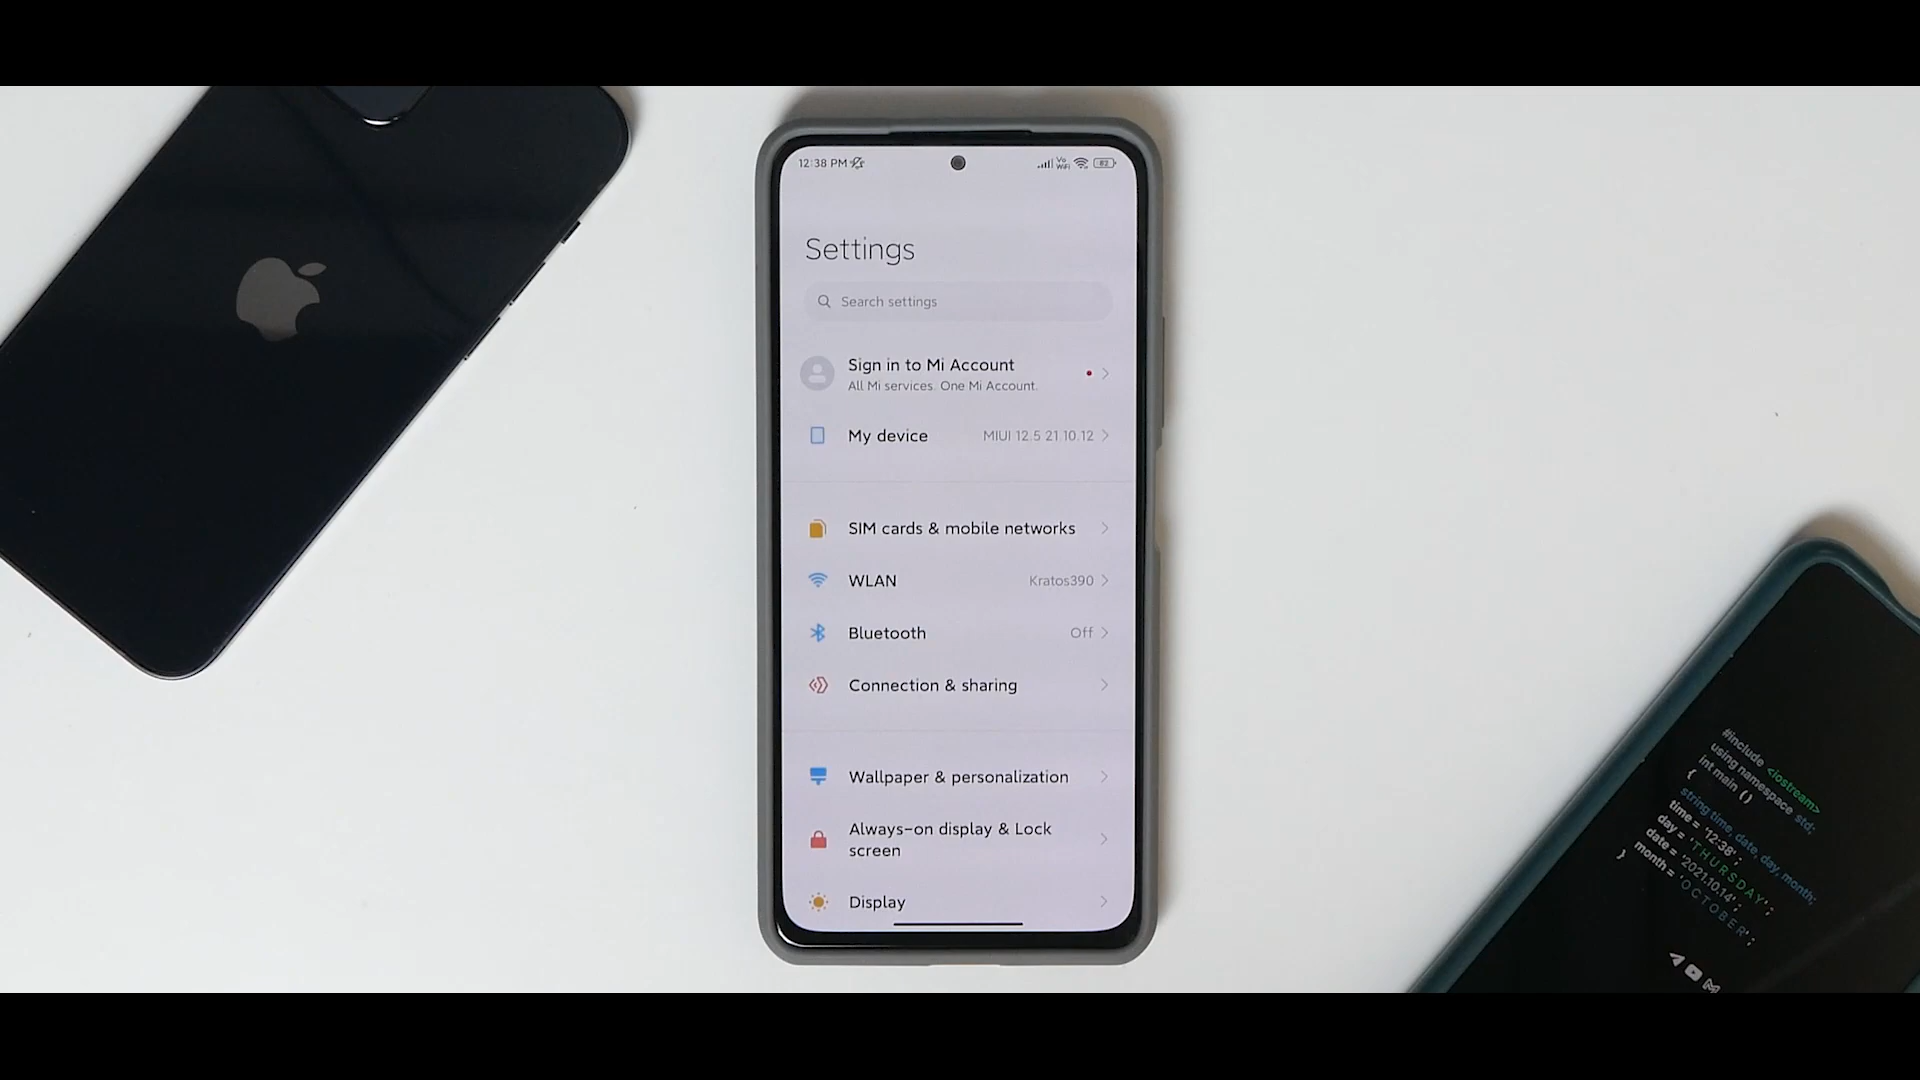 12:38 PM
Vo
WiFi
82
Settings
Search settings
Sign in to Mi Account
All Mi services. One Mi Account.
My device
MIUI 12.5 21.10.12
SIM cards & mobile networks
WLAN
Kratos390
Bluetooth
Off
Connection & sharing
Wallpaper & personalization
Always-on display & Lock
screen
Display
#include <iostream>
using namespace std;
int main ()
{
string time, date, day, month;
time = '12:38';
day = 'THURSDAY';
date = '2021.10.14';
month = 'OCTOBER';
}